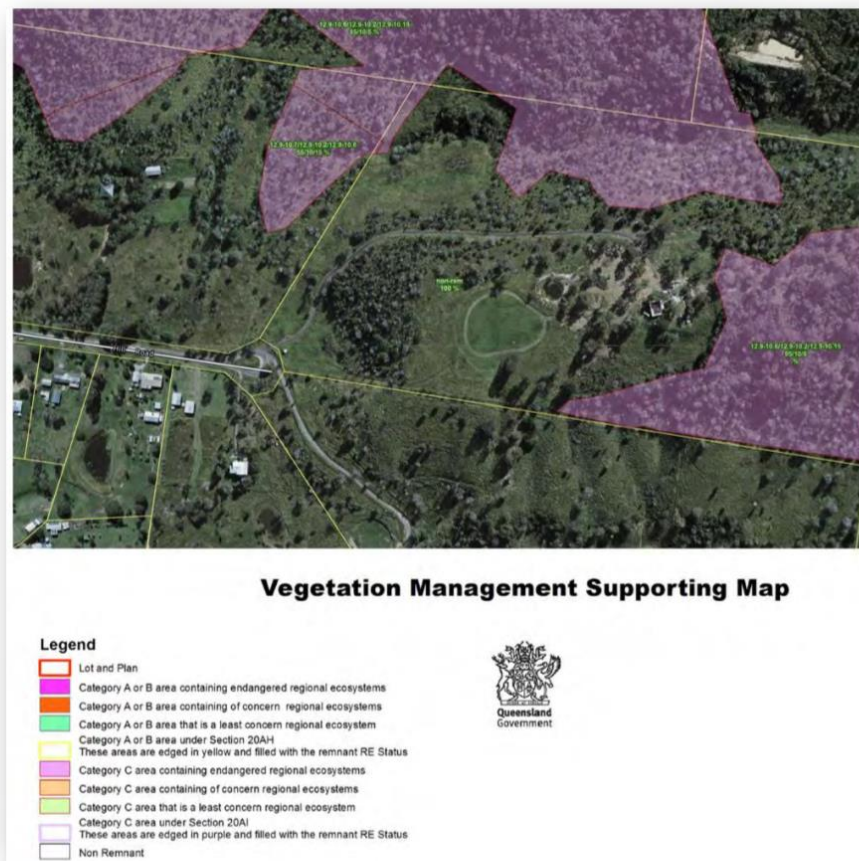 non-rem
100 %
Vegetation Management Supporting Map
Legend
Lot and Plan
Category A or B area containing endangered regional ecosystems
Category A or B area containing of concern regional ecosystems
Category A or B area that is a least concern regional ecosystem
Category A or B area under Section 20AH
These areas are edged in yellow and filled with the remnant RE Status
Category C area containing endangered regional ecosystems
Category C area containing of concern regional ecosystems
Category C area that is a least concern regional ecosystem
Category C area under Section 20AI
These areas are edged in purple and filled with the remnant RE Status
Non Remnant
Queensland
Government